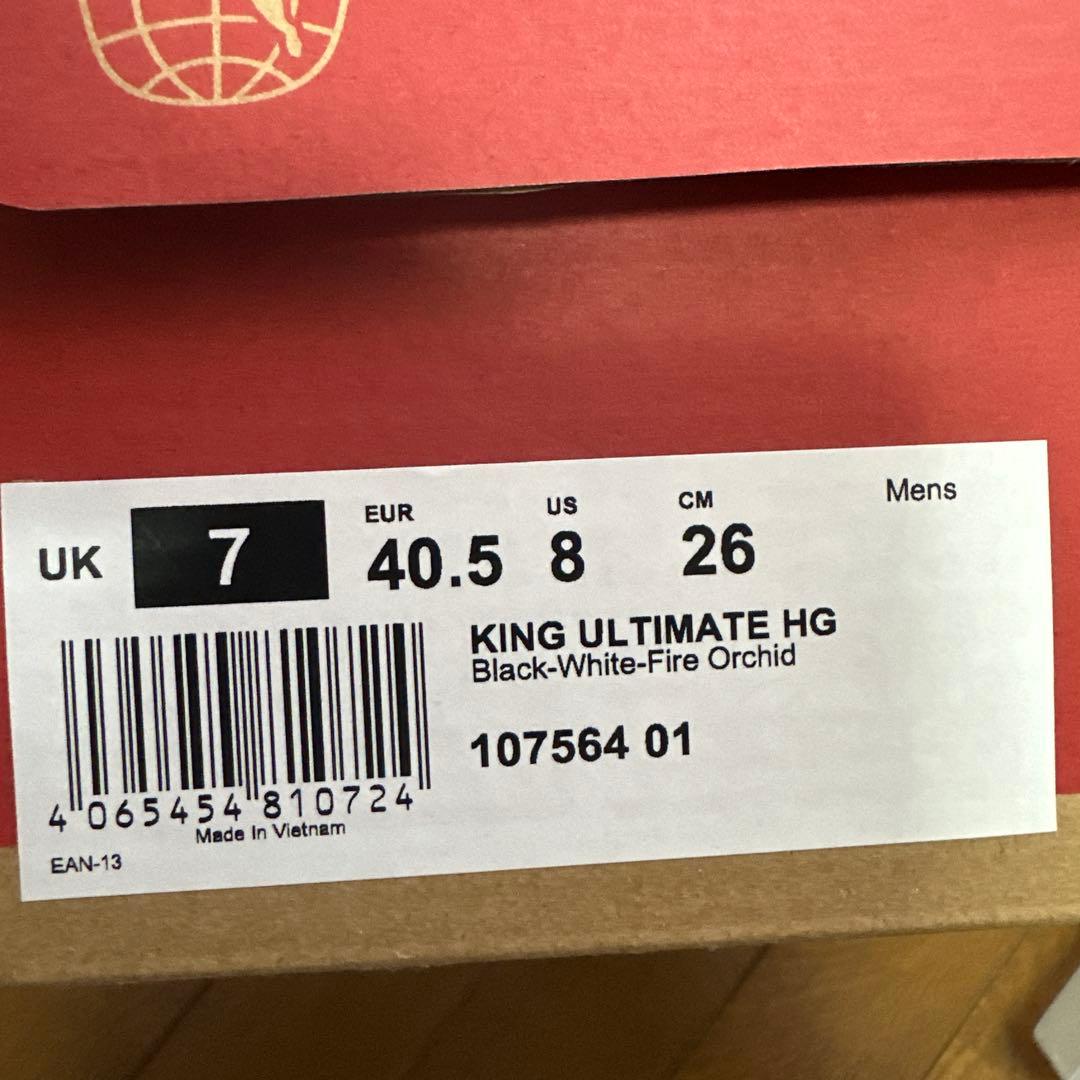 Mens
UK 7
EUR 40.5
US 8
CM 26
KING ULTIMATE HG
Black-White-Fire Orchid
107564 01
4 065454 810724
Made In Vietnam
EAN-13